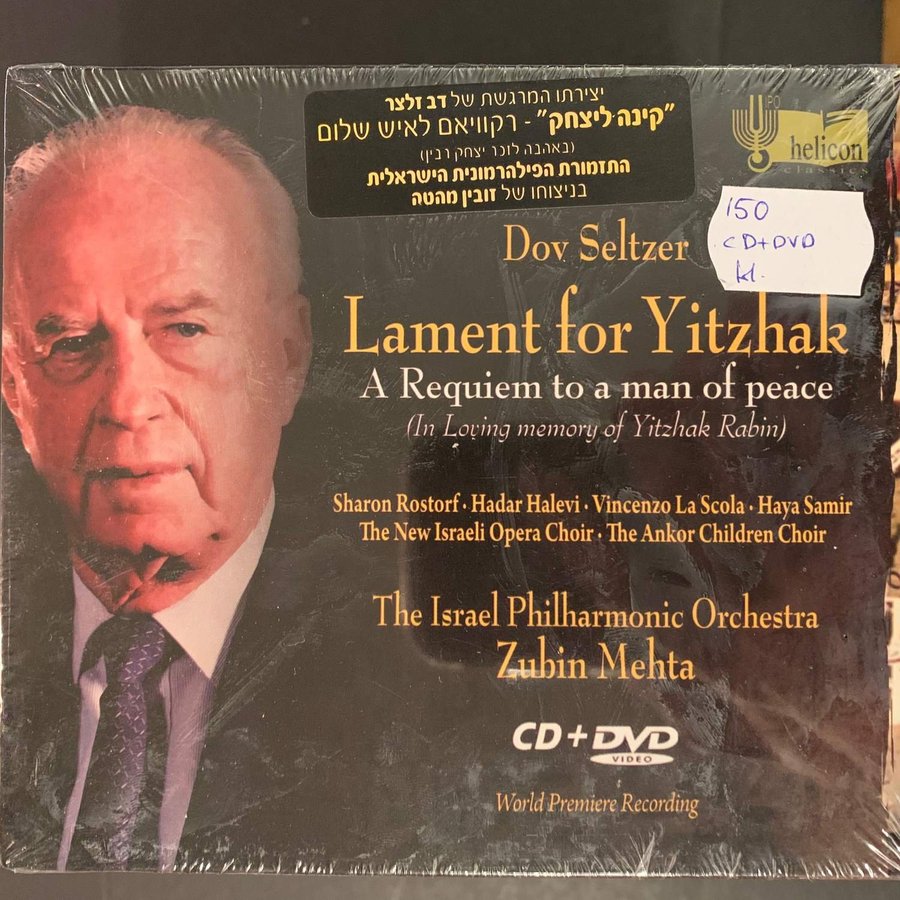 יצירתו המרגשת של דב זלצר
"קינה ליצחק" - רקוויאם לאיש שלום
(באהבה לזכר יצחק רבין)
התזמורת הפילהרמונית הישראלית
בניצוחו של זובין מהטה
IPO
helicon
classics
150
CD+DVD
kl.
Dov Seltzer
Lament for Yitzhak
A Requiem to a man of peace
(In Loving memory of Yitzhak Rabin)
Sharon Rostorf · Hadar Halevi · Vincenzo La Scola · Haya Samir
The New Israeli Opera Choir · The Ankor Children Choir
The Israel Philharmonic Orchestra
Zubin Mehta
CD + DVD
VIDEO
World Premiere Recording